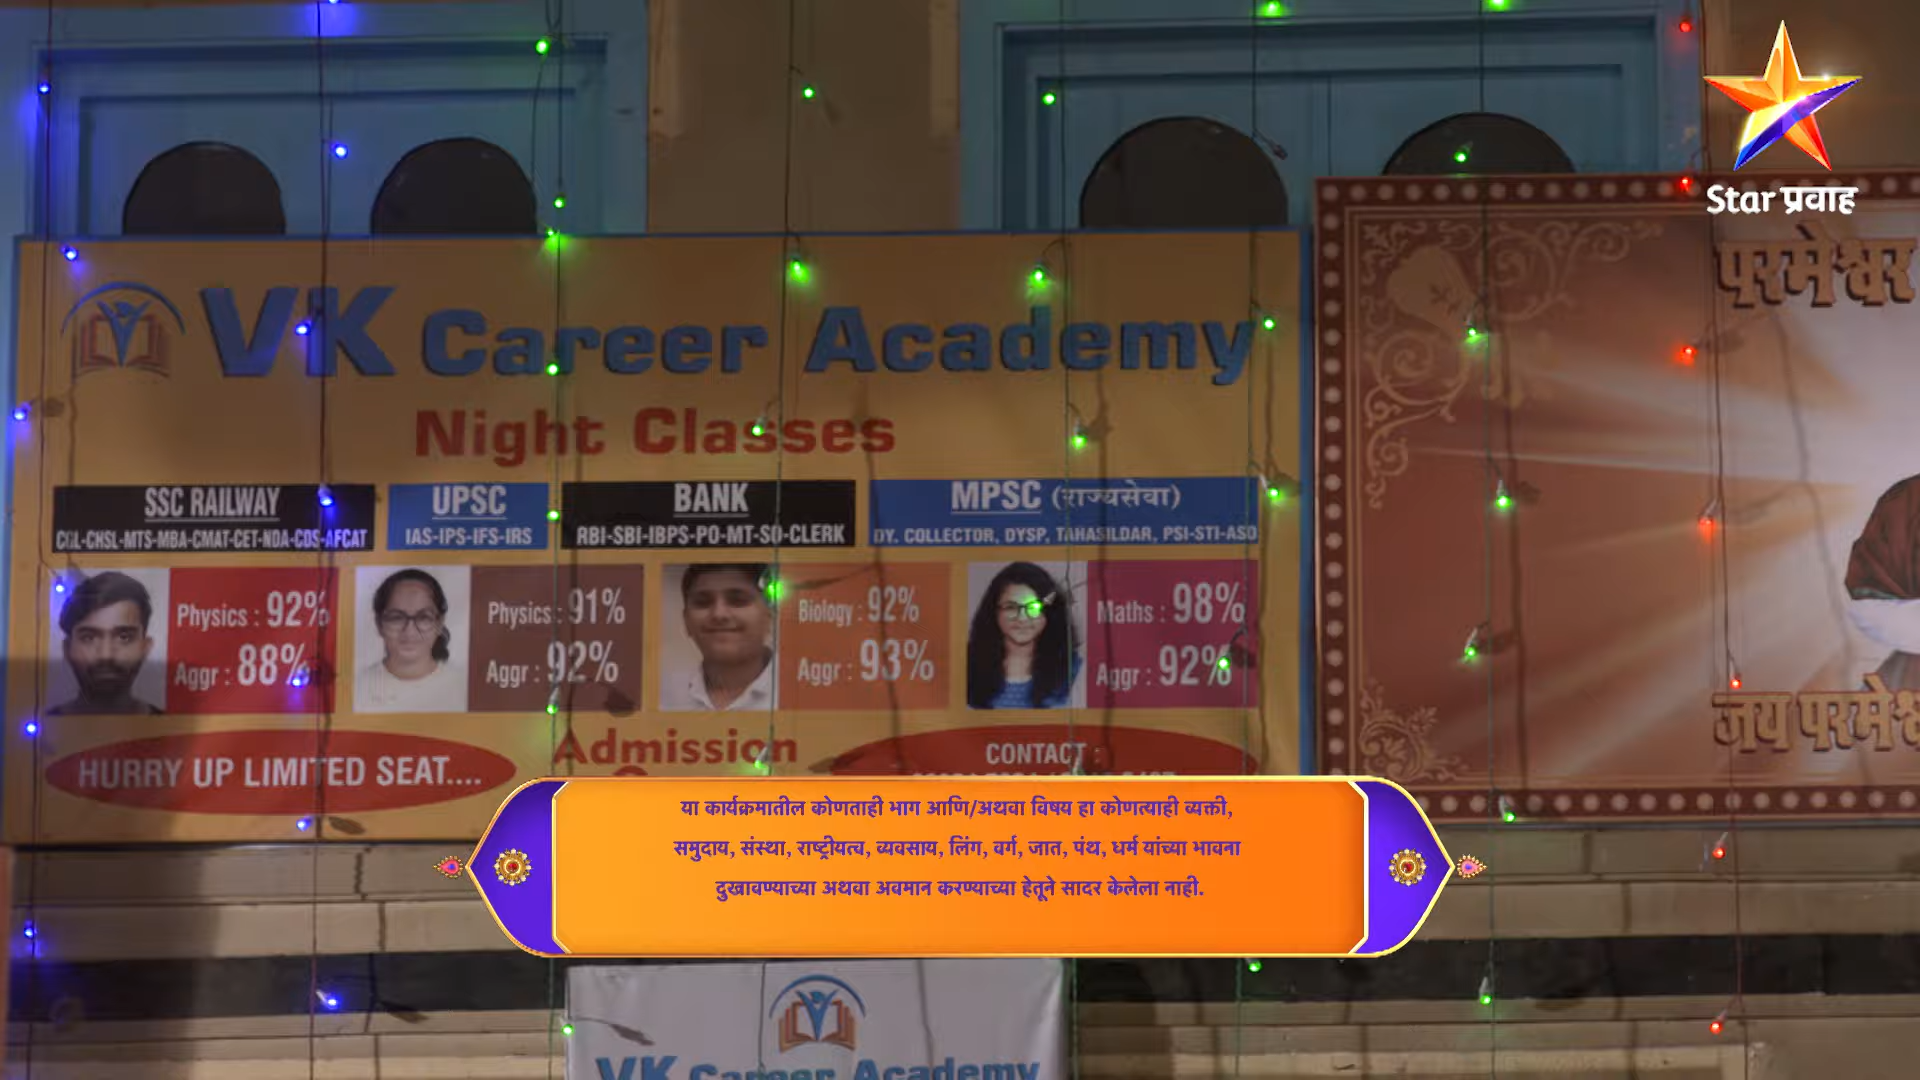 Star प्रवाह
परमेश्वर
VK Career Academy
Night Classes
SSC RAILWAY
CGL-CHSL-MTS-MBA-CMAT-CET-NDA-CDS-AFCAT
UPSC
IAS-IPS-IFS-IRS
BANK
RBI-SBI-IBPS-PO-MT-SO-CLERK
MPSC (राज्यसेवा)
DY. COLLECTOR, DYSP, TAHASILDAR, PSI-STI-ASO
Physics : 92%
Aggr : 88%
Physics : 91%
Aggr : 92%
Biology : 92%
Aggr : 93%
Maths : 98%
Aggr : 92%
जय
HURRY UP LIMITED SEAT....
Admission
CONTACT :
या कार्यक्रमातील कोणताही भाग आणि/अथवा विषय हा कोणत्याही व्यक्ती,
समुदाय, संस्था, राष्ट्रीयत्व, व्यवसाय, लिंग, वर्ग, जात, पंथ, धर्म यांच्या भावना
दुखावण्याच्या अथवा अवमान करण्याच्या हेतूने सादर केलेला नाही.
VK Career Academy